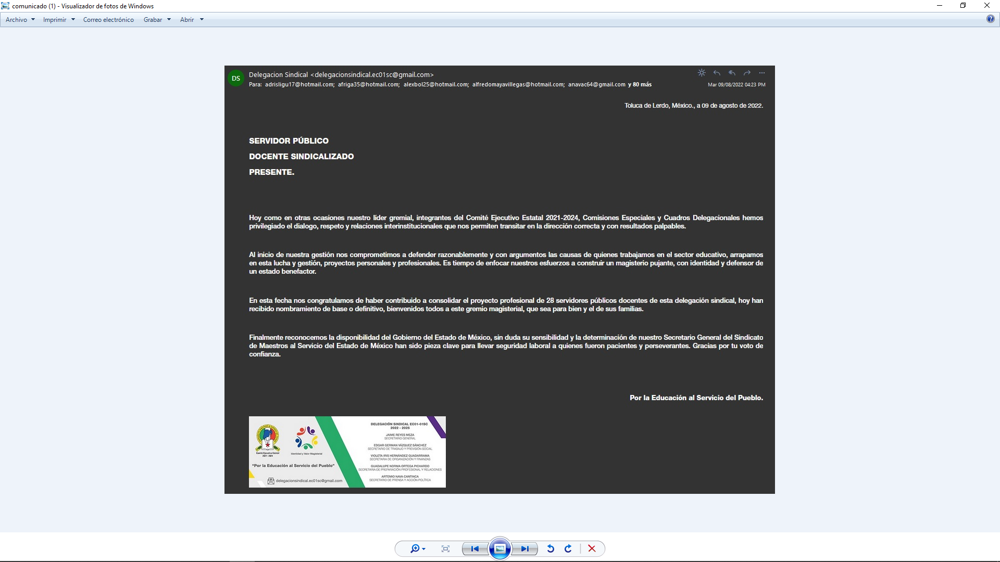 comunicado (1) - Visualizador de fotos de Windows
Archivo Imprimir Correo electrónico Grabar Abrir
DS
Delegacion Sindical <delegacionsindical.ec01sc@gmail.com>
Para: adrisligu17@hotmail.com; afriga35@hotmail.com; alexbol25@hotmail.com; alfredomayavillegas@hotmail.com; anavac64@gmail.com y 80 más
Mar 09/08/2022 04:23 PM
Toluca de Lerdo, México., a 09 de agosto de 2022.
SERVIDOR PÚBLICO
DOCENTE SINDICALIZADO
PRESENTE.
Hoy como en otras ocasiones nuestro líder gremial, integrantes del Comité Ejecutivo Estatal 2021-2024, Comisiones Especiales y Cuadros Delegacionales hemos
privilegiado el dialogo, respeto y relaciones interinstitucionales que nos permiten transitar en la dirección correcta y con resultados palpables.
Al inicio de nuestra gestión nos comprometimos a defender razonablemente y con argumentos las causas de quienes trabajamos en el sector educativo, arrapamos
en esta lucha y gestión, proyectos personales y profesionales. Es tiempo de enfocar nuestros esfuerzos a construir un magisterio pujante, con identidad y defensor de
un estado benefactor.
En esta fecha nos congratulamos de haber contribuido a consolidar el proyecto profesional de 28 servidores públicos docentes de esta delegación sindical, hoy han
recibido nombramiento de base o definitivo, bienvenidos todos a este gremio magisterial, que sea para bien y el de sus familias.
Finalmente reconocemos la disponibilidad del Gobierno del Estado de México, sin duda su sensibilidad y la determinación de nuestro Secretario General del Sindicato
de Maestros al Servicio del Estado de México han sido pieza clave para llevar seguridad laboral a quienes fueron pacientes y perseverantes. Gracias por tu voto de
confianza.
Por la Educación al Servicio del Pueblo.
Comité Ejecutivo Estatal
2021- 2024
Identidad y Valor Magisterial
"Por la Educación al Servicio del Pueblo"
delegacionsindical.ec01sc@gmail.com
DELEGACIÓN SINDICAL EC01-01SC
2022 - 2025
JAIME REYES MEZA
SECRETARIO GENERAL
EDGAR GERMAN VÁZQUEZ SÁNCHEZ
SECRETARIO DE TRABAJO Y PREVISIÓN SOCIAL
VIOLETA IRIS HERNÁNDEZ GUADARRAMA
SECRETARIA DE ORGANIZACIÓN Y FINANZAS
GUADALUPE NORMA ORTEGA PICHARDO
SECRETARIA DE PREPARACIÓN PROFESIONAL Y RELACIONES
ARTEMIO NAVA CANTINCA
SECRETARIO DE PRENSA Y ACCIÓN POLÍTICA